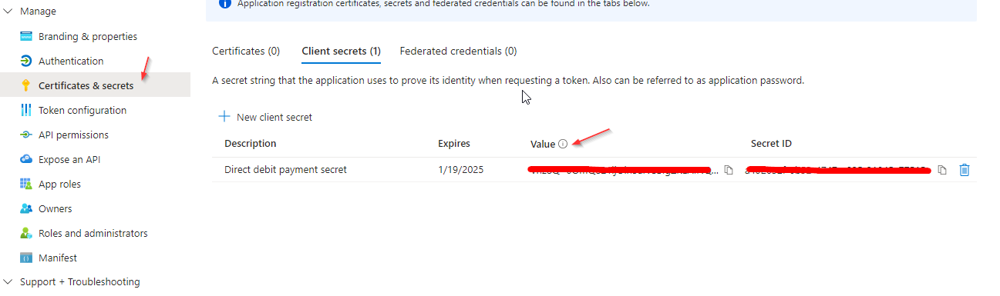 Manage
Branding & properties
Authentication
Certificates & secrets
Token configuration
API permissions
Expose an API
App roles
Owners
Roles and administrators
Manifest
Support + Troubleshooting
Application registration certificates, secrets and federated credentials can be found in the tabs below.
Certificates (0) Client secrets (1) Federated credentials (0)
A secret string that the application uses to prove its identity when requesting a token. Also can be referred to as application password.
New client secret
Description Expires Value Secret ID
Direct debit payment secret 1/19/2025